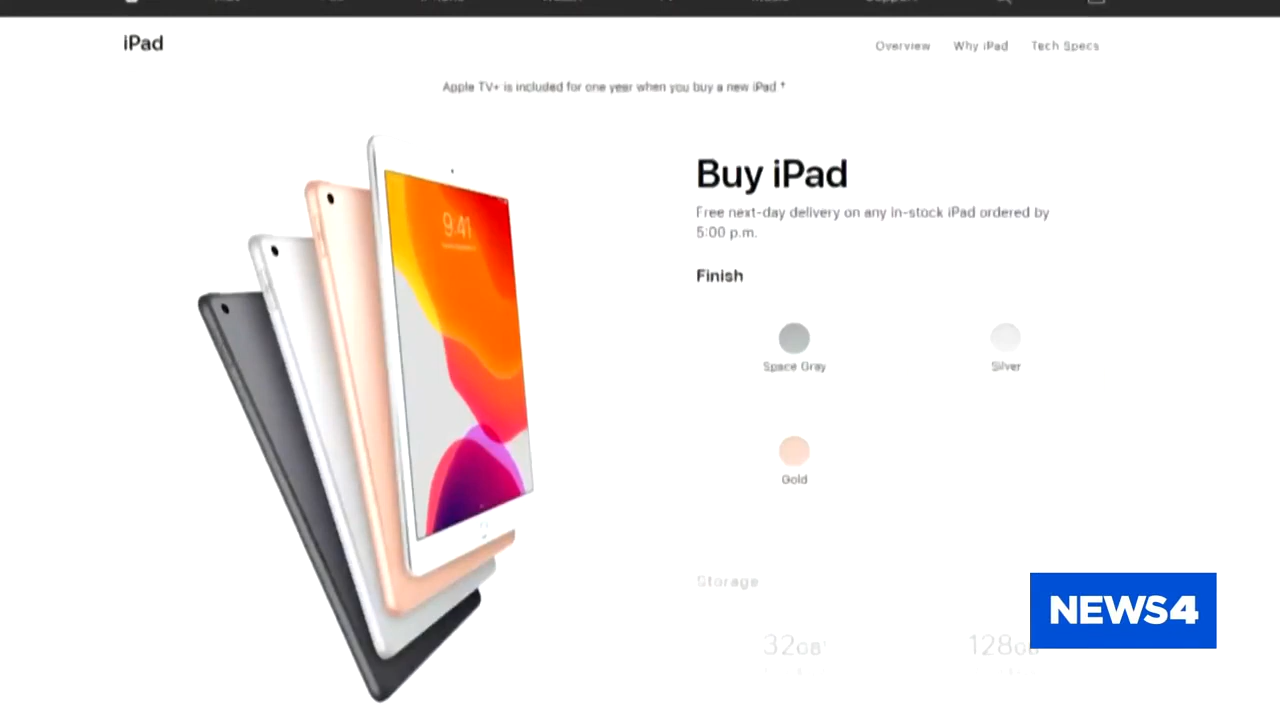 iPad
Overview Why iPad Tech Specs
Apple TV+ is included for one year when you buy a new iPad.†
Buy iPad
Free next-day delivery on any in-stock iPad ordered by
5:00 p.m.
Finish
Space Gray Silver
Gold
9:41
Storage
32GB¹ 128GB
NEWS4